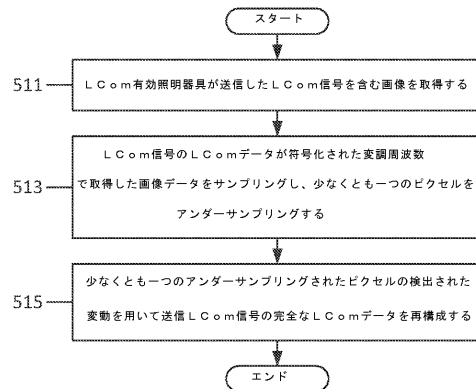 スタート
511
LCom有効照明器具が送信したLCom信号を含む画像を取得する
513
LCom信号のLComデータが符号化された変調周波数
で取得した画像データをサンプリングし、少なくとも一つのピクセルを
アンダーサンプリングする
515
少なくとも一つのアンダーサンプリングされたピクセルの検出された
変動を用いて送信LCom信号の完全なLComデータを再構成する
エンド